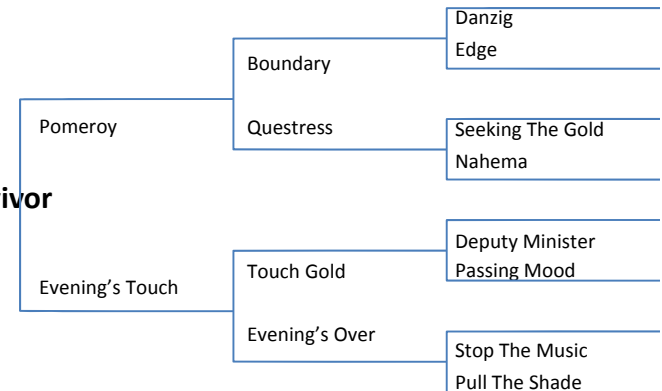 Danzig
Edge
Boundary
Pomeroy
Questress
Seeking The Gold
Nahema
ivor
Deputy Minister
Passing Mood
Touch Gold
Evening's Touch
Evening's Over
Stop The Music
Pull The Shade